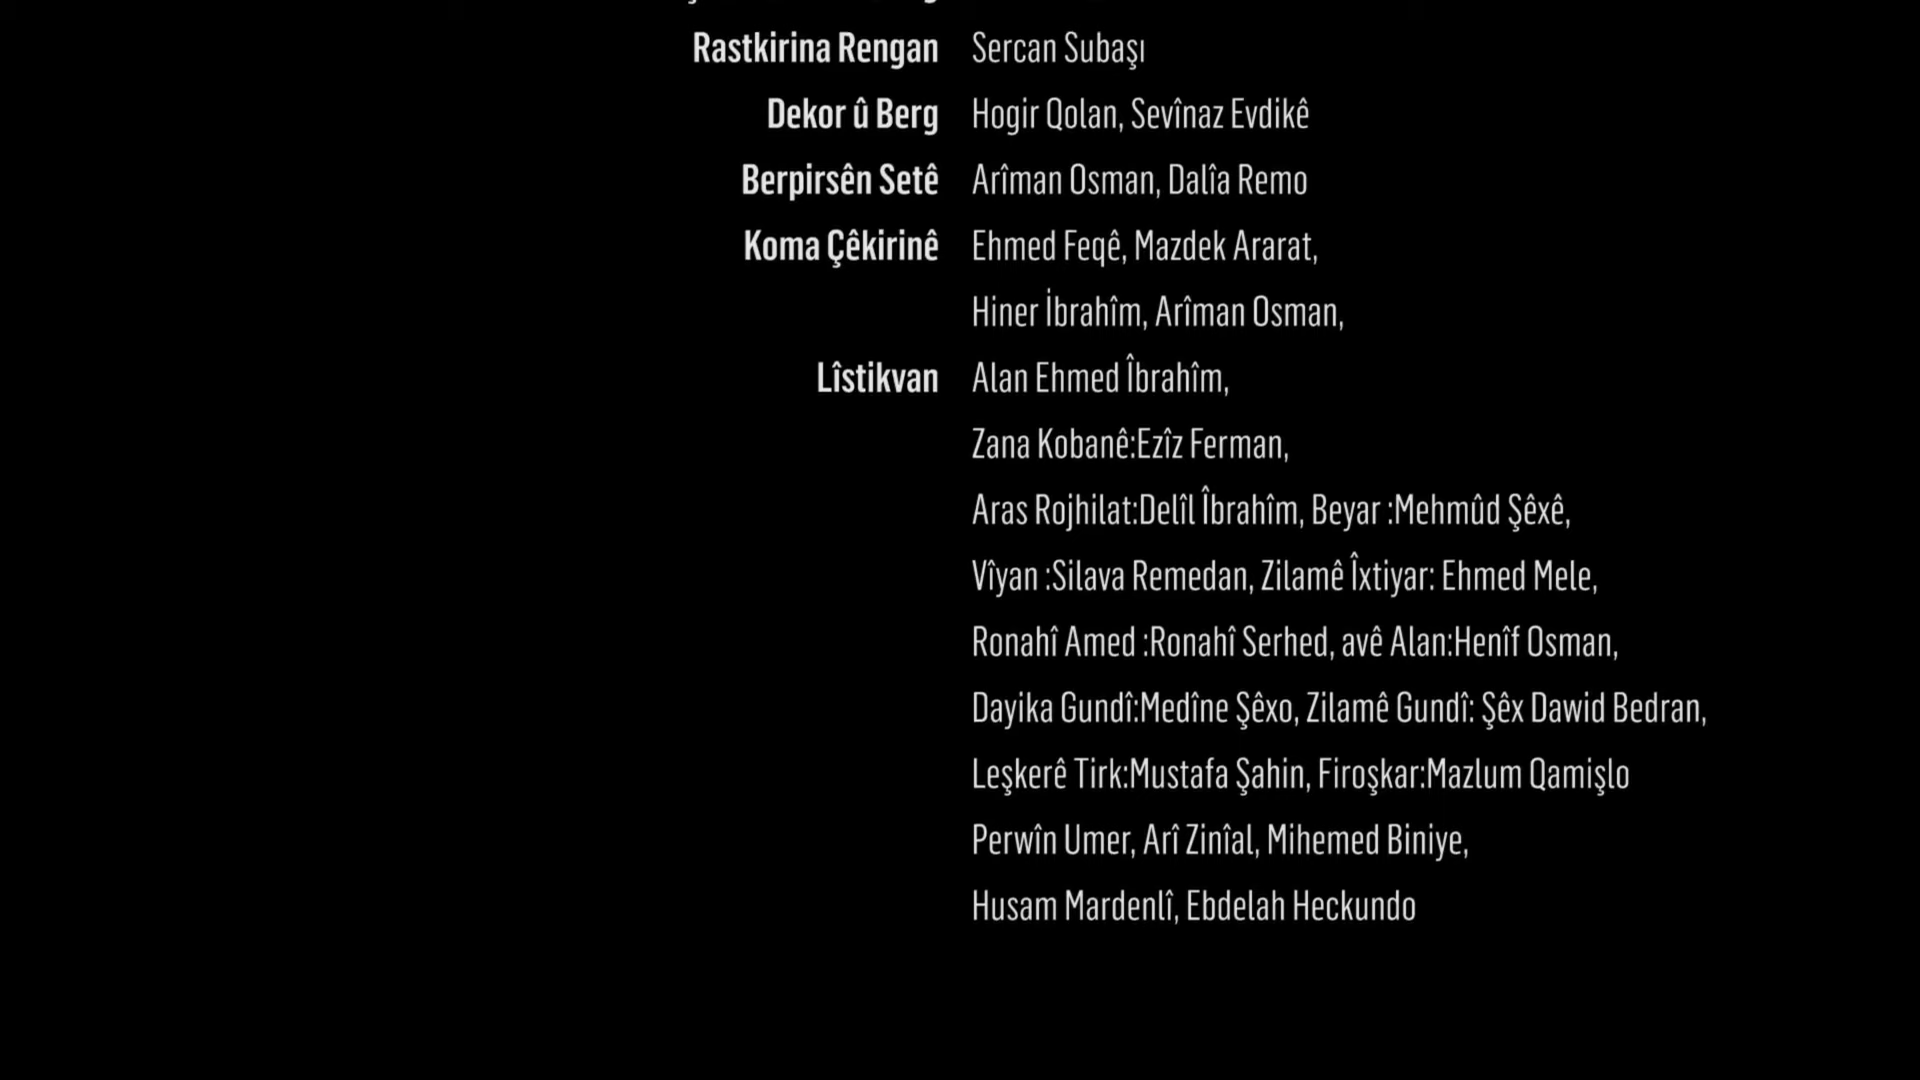 Rastkirina Rengan Sercan Subaşı
Dekor û Berg Hogir Qolan, Sevînaz Evdikê
Berpirsên Setê Arîman Osman, Dalîa Remo
Koma Çêkirinê Ehmed Feqê, Mazdek Ararat,
Hiner İbrahîm, Arîman Osman,
Lîstikvan Alan Ehmed Îbrahîm,
Zana Kobanê:Ezîz Ferman,
Aras Rojhilat:Delîl Îbrahîm, Beyar :Mehmûd Şêxê,
Vîyan :Silava Remedan, Zilamê Îxtiyar: Ehmed Mele,
Ronahî Amed :Ronahî Serhed, avê Alan:Henîf Osman,
Dayika Gundî:Medîne Şêxo, Zilamê Gundî: Şêx Dawid Bedran,
Leşkerê Tirk:Mustafa Şahin, Firoşkar:Mazlum Qamişlo
Perwîn Umer, Arî Zinîal, Mihemed Biniye,
Husam Mardenlî, Ebdelah Heckundo